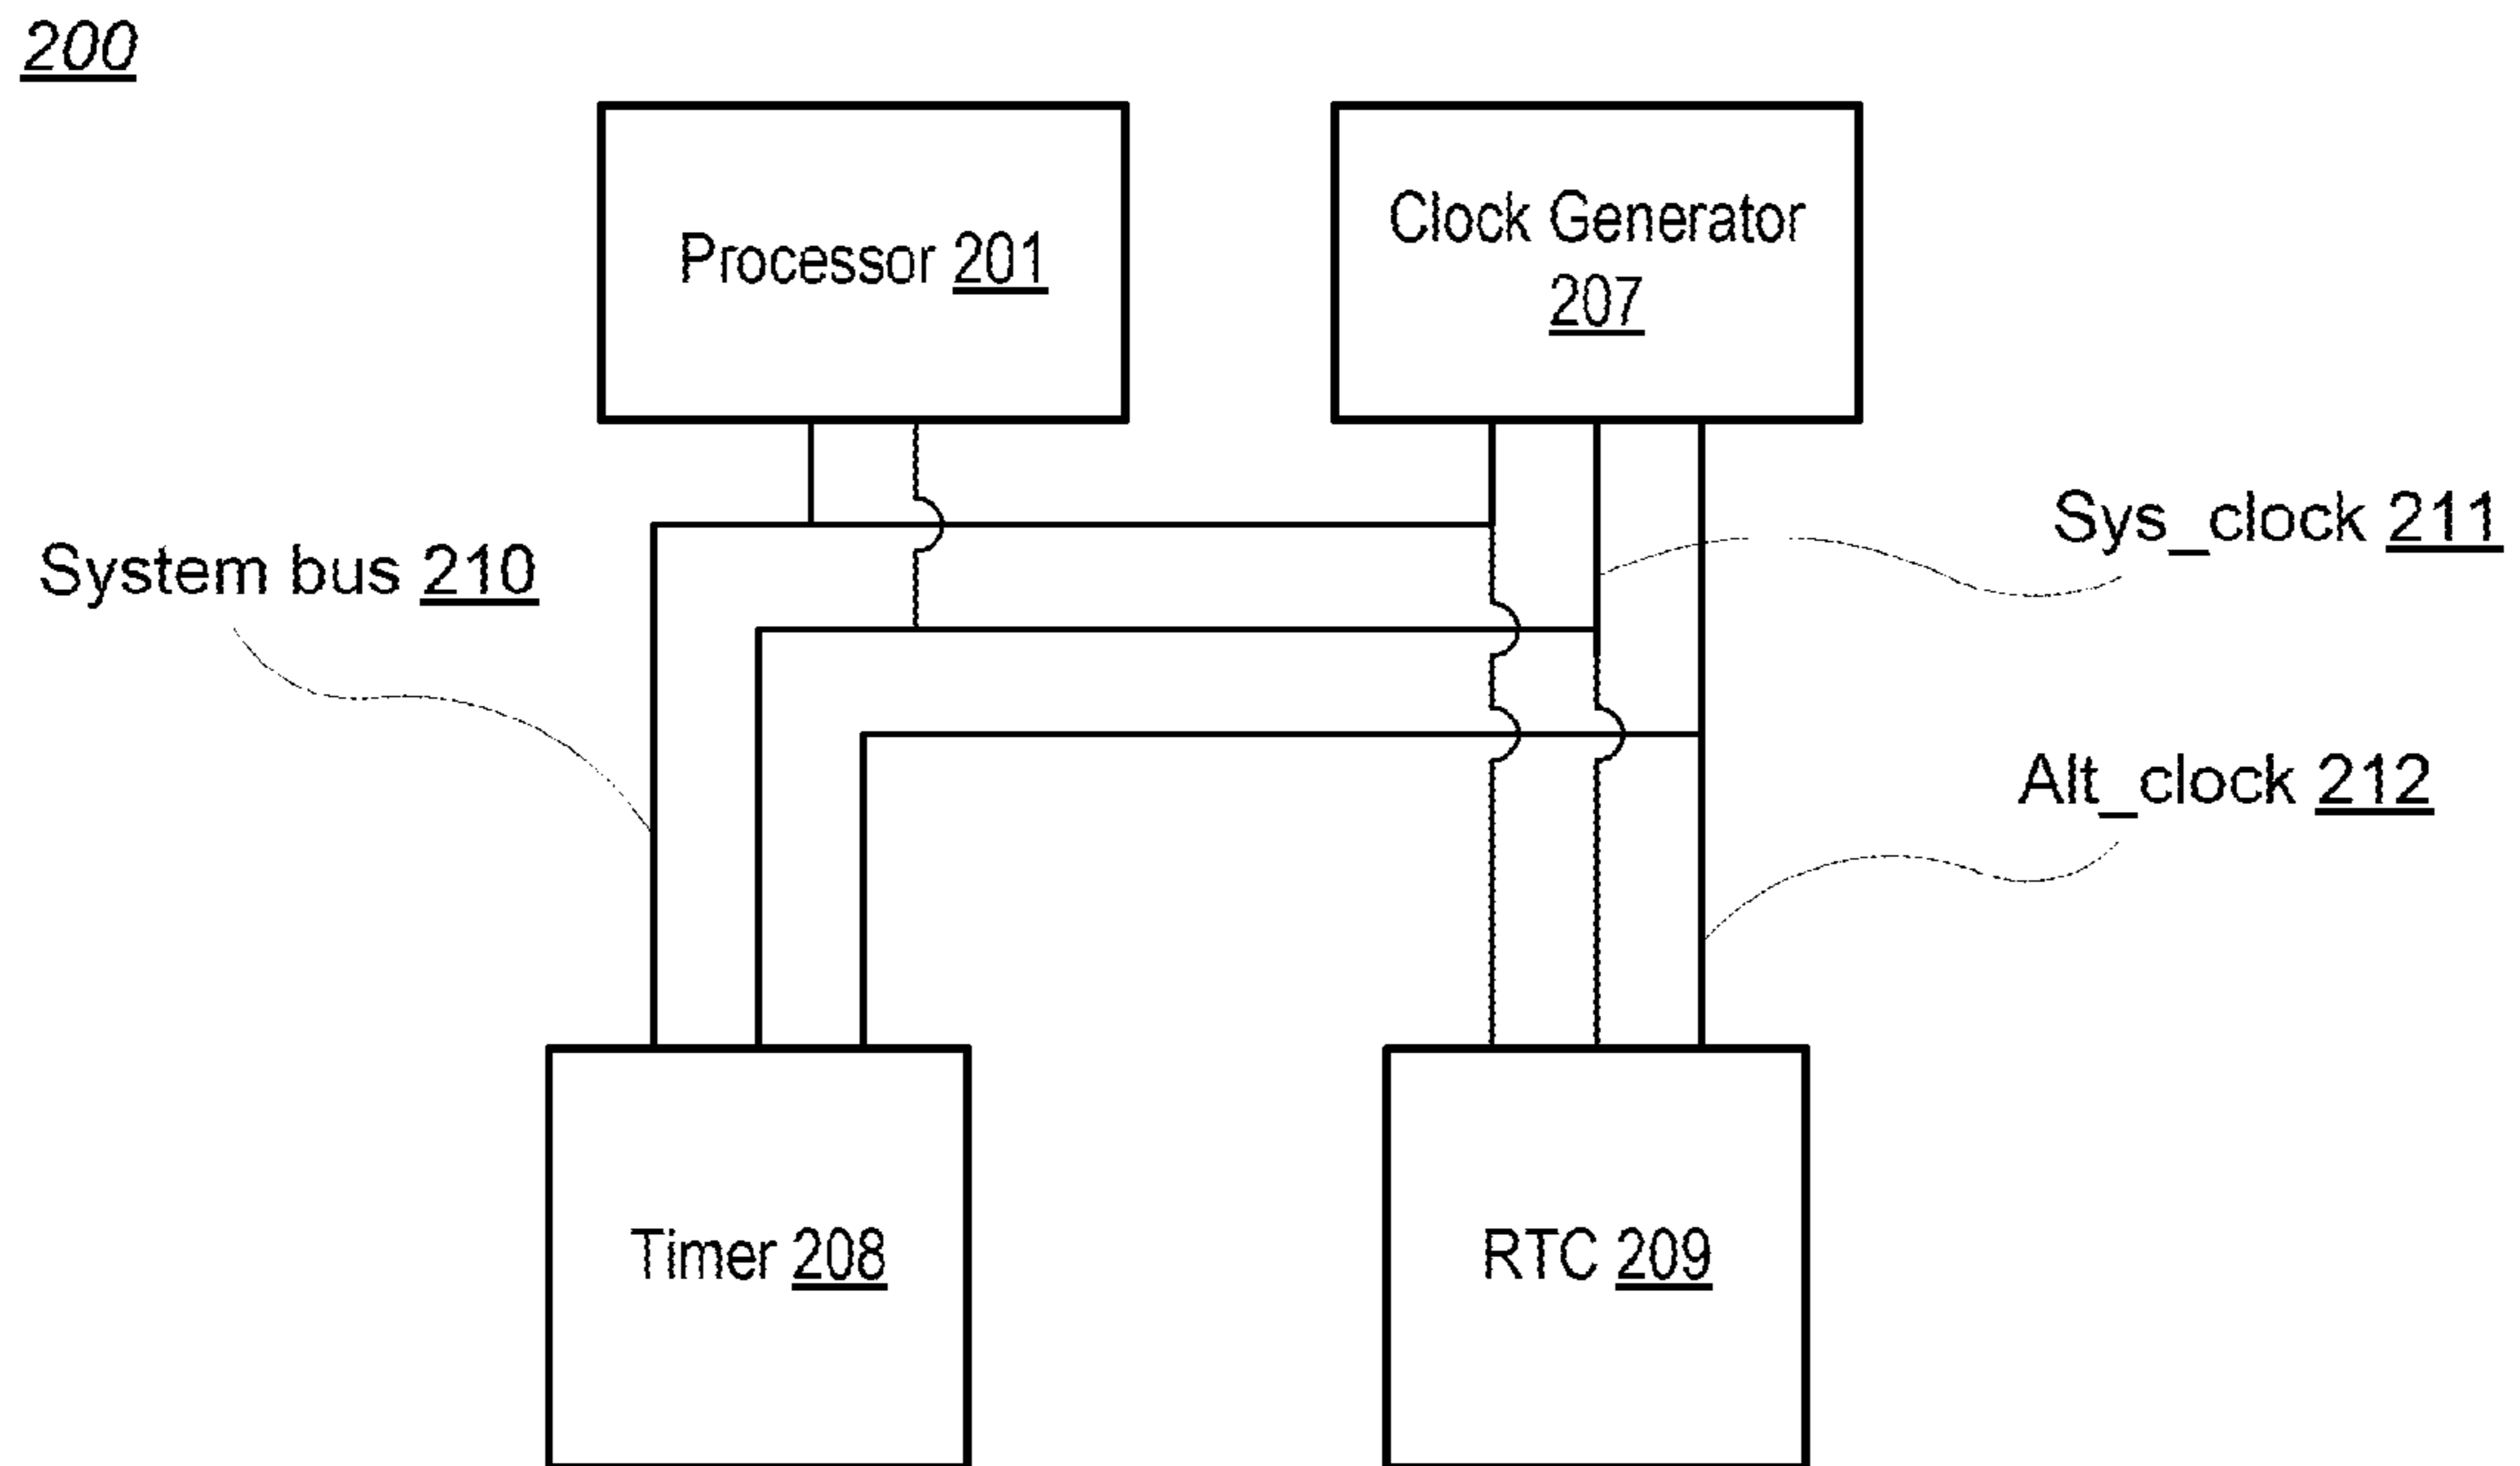 200
Processor 201
Clock Generator
207
Sys_clock 211
System bus 210
Alt_clock 212
Timer 208
RTC 209